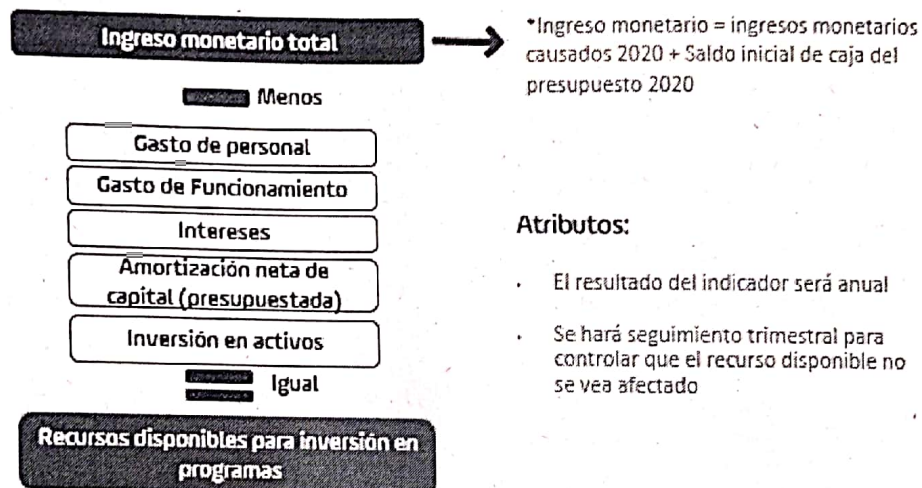 Ingreso monetario total
*Ingreso monetario = ingresos monetarios
causados 2020 + Saldo inicial de caja del
presupuesto 2020
Menos
Gasto de personal
Gasto de Funcionamiento
Intereses
Amortización neta de
capital (presupuestada)
Inversión en activos
Igual
Recursos disponibles para inversión en
programas
Atributos:
· El resultado del indicador será anual
· Se hará seguimiento trimestral para
controlar que el recurso disponible no
se vea afectado